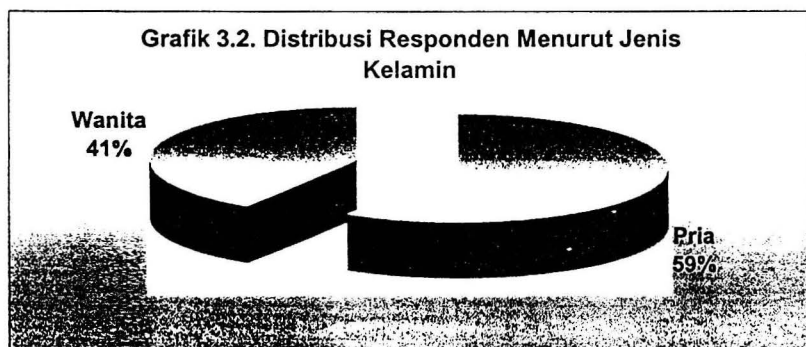 Grafik 3.2. Distribusi Responden Menurut Jenis
Kelamin
Wanita
41%
Pria
59%